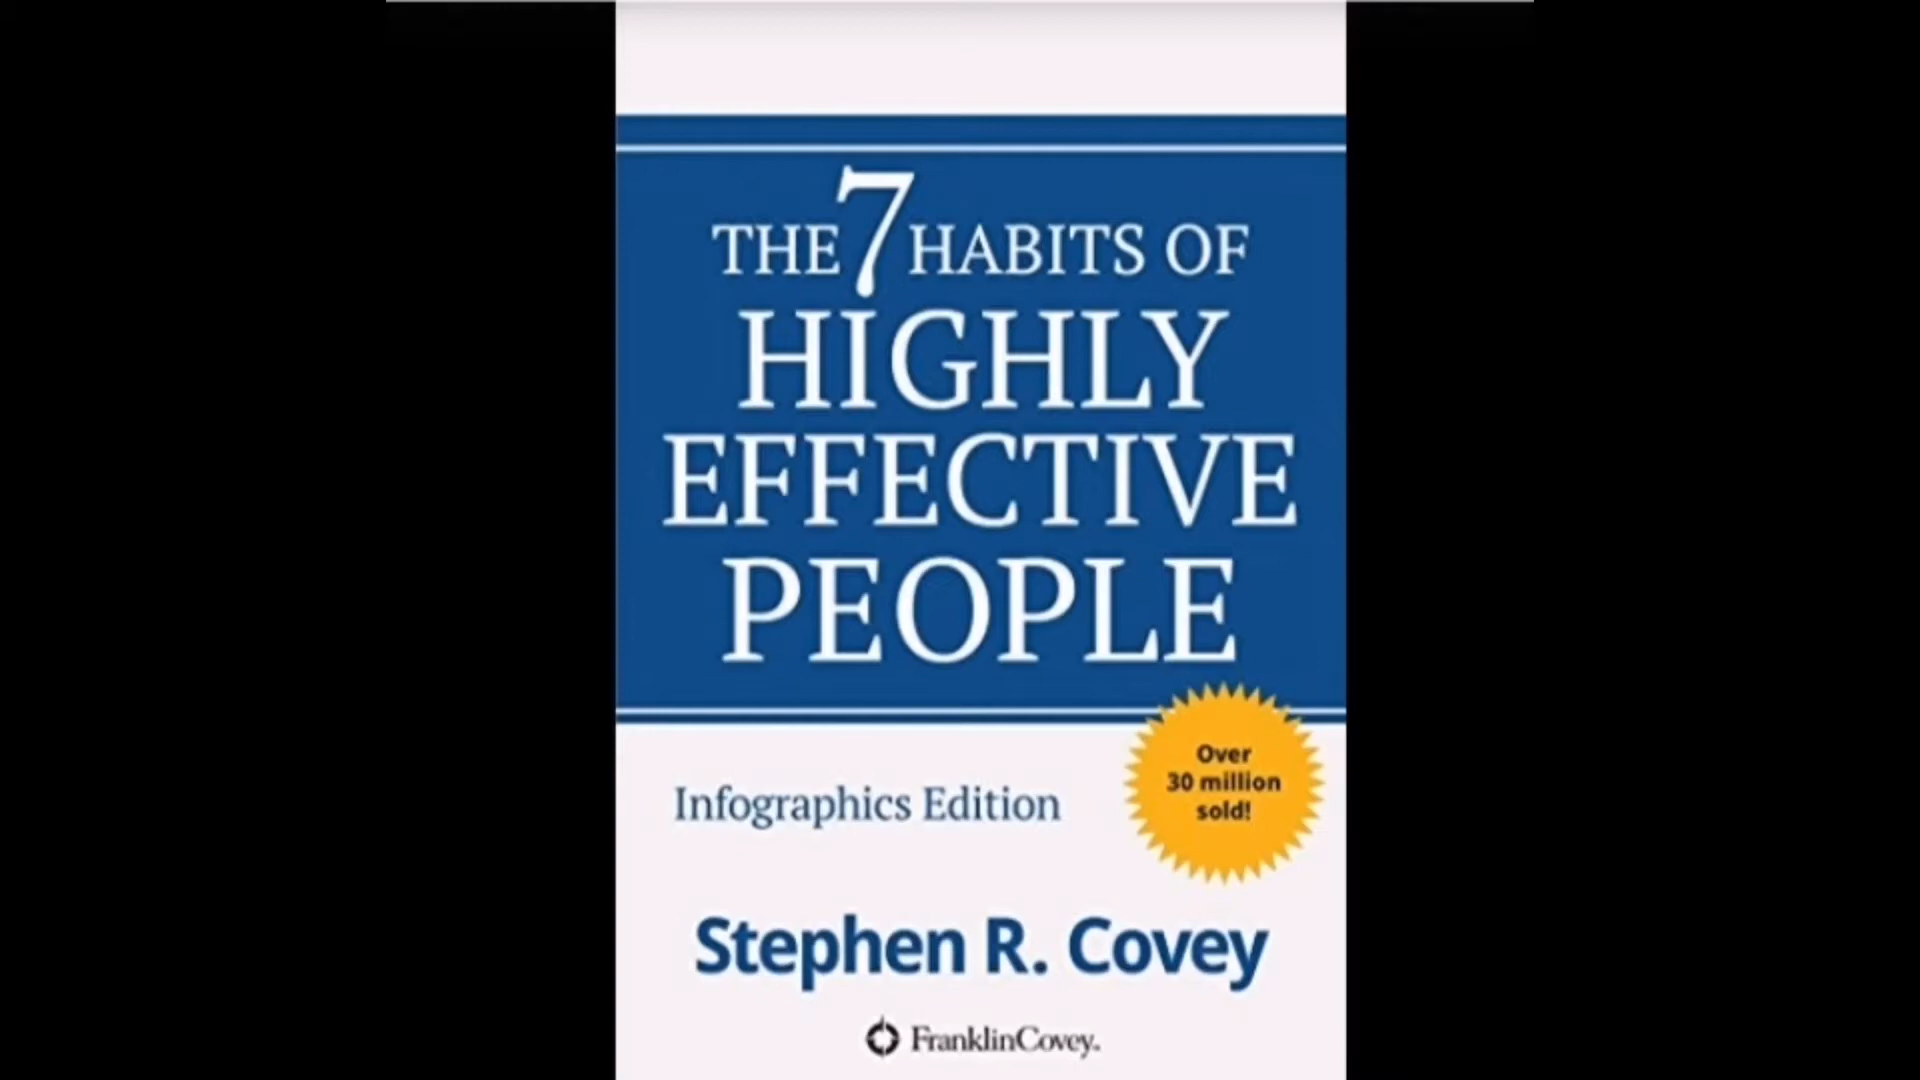 THE 7 HABITS OF
HIGHLY
EFFECTIVE
PEOPLE
Over
30 million
sold!
Infographics Edition
Stephen R. Covey
FranklinCovey.